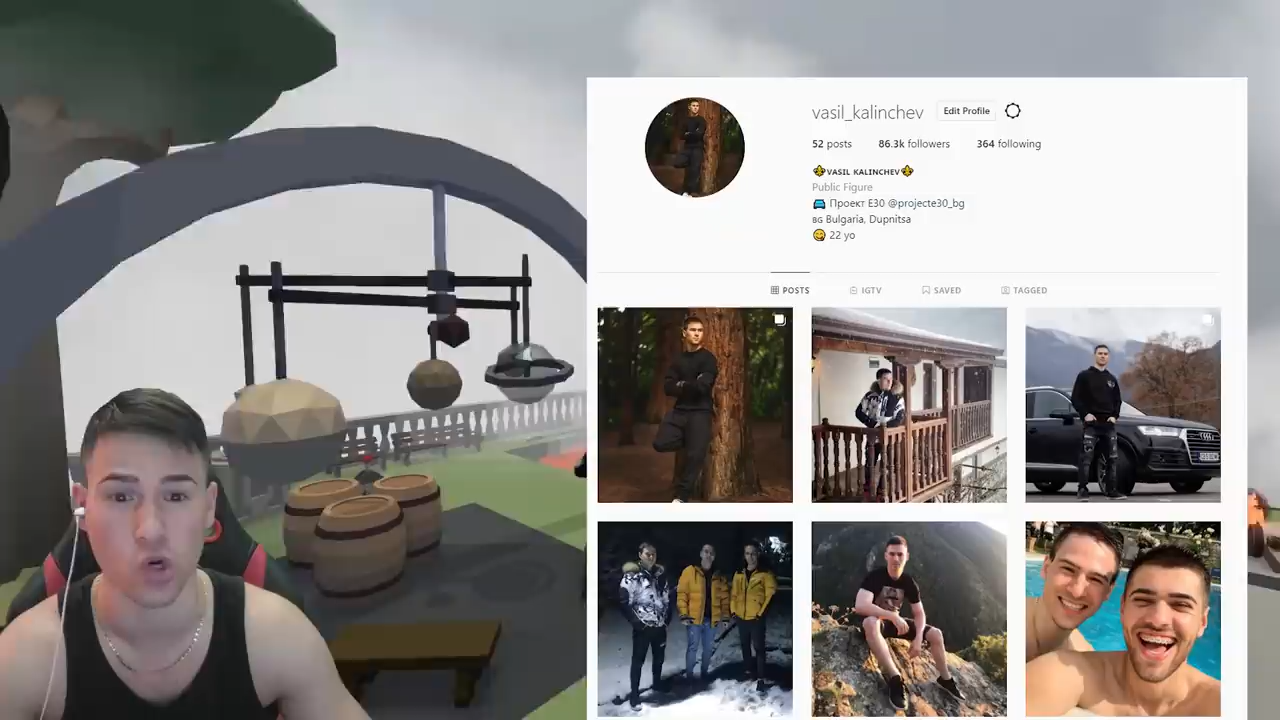 vasil_kalinchev Edit Profile
52 posts 86.3k followers 364 following
VASIL KALINCHEV
Public Figure
Проект Е30 @projecte30_bg
BG Bulgaria, Dupnitsa
22 yo
POSTS IGTV SAVED TAGGED